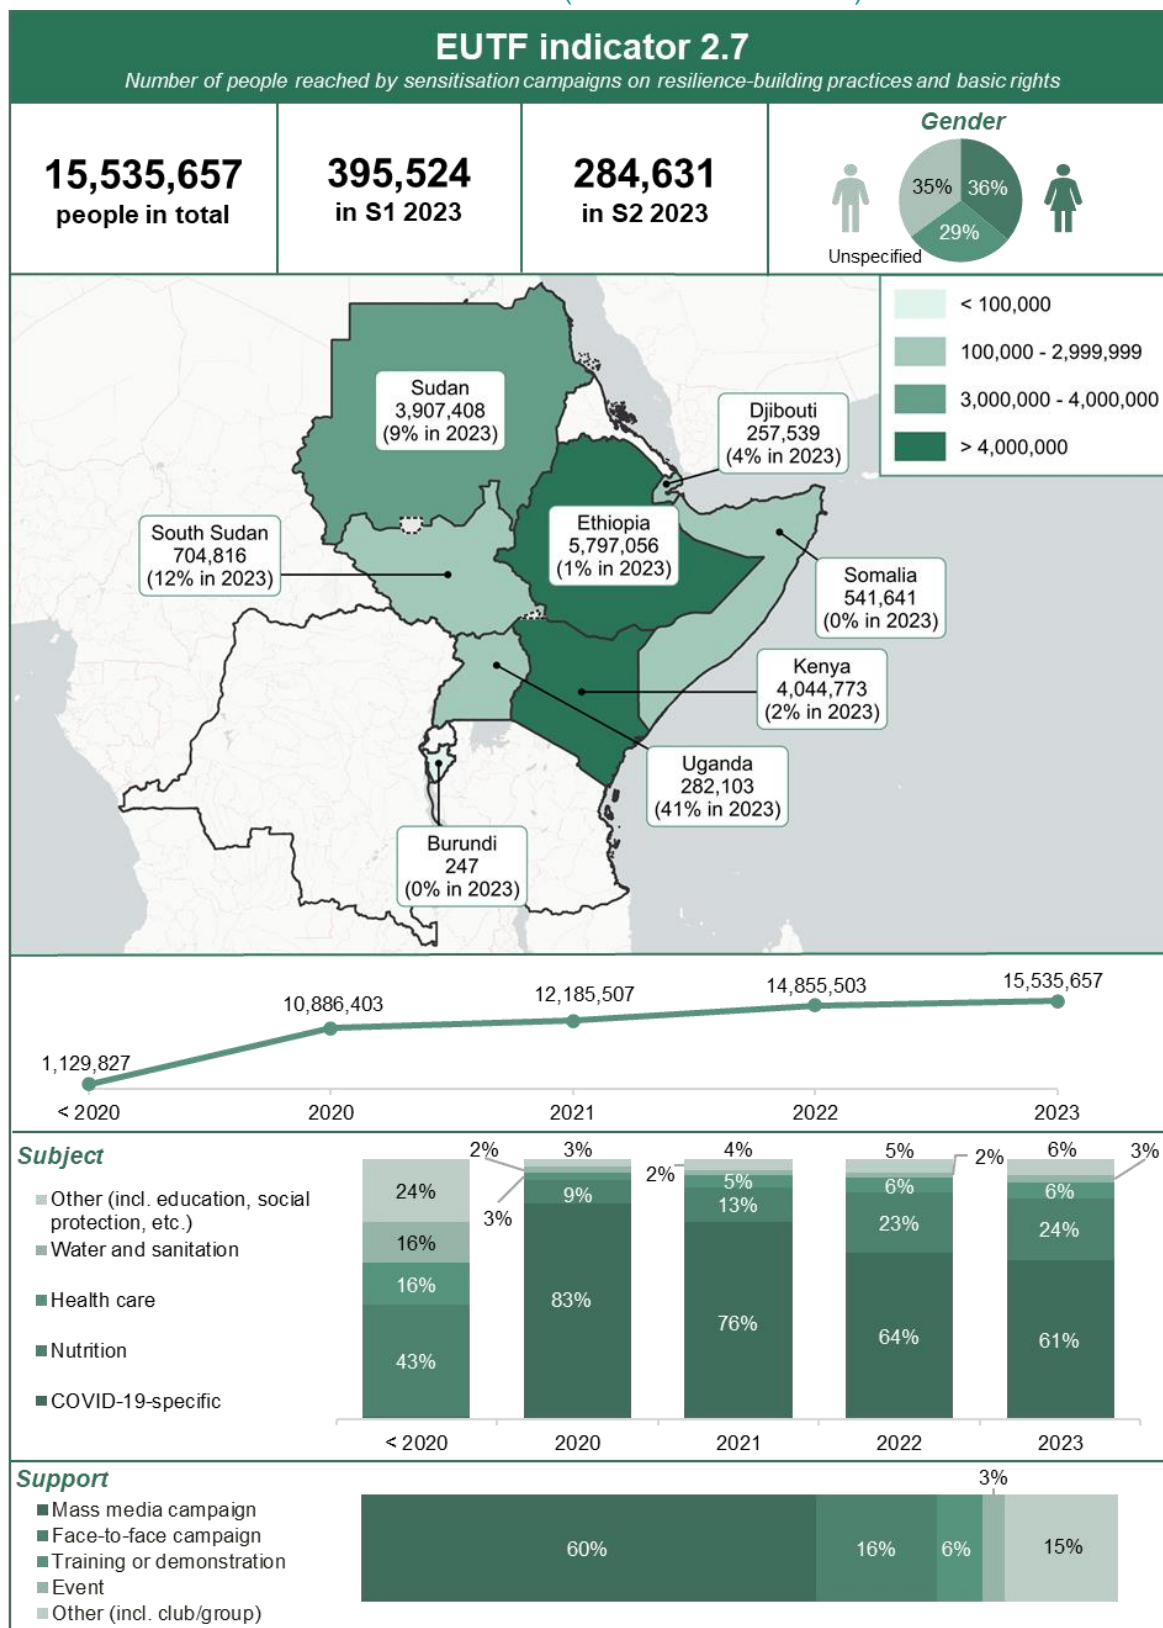 EUTF indicator 2.7
Number of people reached by sensitisation campaigns on resilience-building practices and basic rights
15,535,657
people in total
395,524
in S1 2023
284,631
in S2 2023
Gender
35%
36%
29%
Unspecified
< 100,000
100,000 - 2,999,999
3,000,000 - 4,000,000
> 4,000,000
Sudan
3,907,408
(9% in 2023)
Djibouti
257,539
(4% in 2023)
South Sudan
704,816
(12% in 2023)
Ethiopia
5,797,056
(1% in 2023)
Somalia
541,641
(0% in 2023)
Kenya
4,044,773
(2% in 2023)
Uganda
282,103
(41% in 2023)
Burundi
247
(0% in 2023)
1,129,827
10,886,403
12,185,507
14,855,503
15,535,657
< 2020
2020
2021
2022
2023
Subject
Other (incl. education, social
protection, etc.)
Water and sanitation
Health care
Nutrition
COVID-19-specific
24%
16%
16%
43%
2%
3%
3%
9%
83%
4%
2%
5%
13%
76%
5%
2%
6%
23%
64%
6%
3%
6%
24%
61%
< 2020
2020
2021
2022
2023
Support
Mass media campaign
Face-to-face campaign
Training or demonstration
Event
Other (incl. club/group)
60%
16%
6%
3%
15%